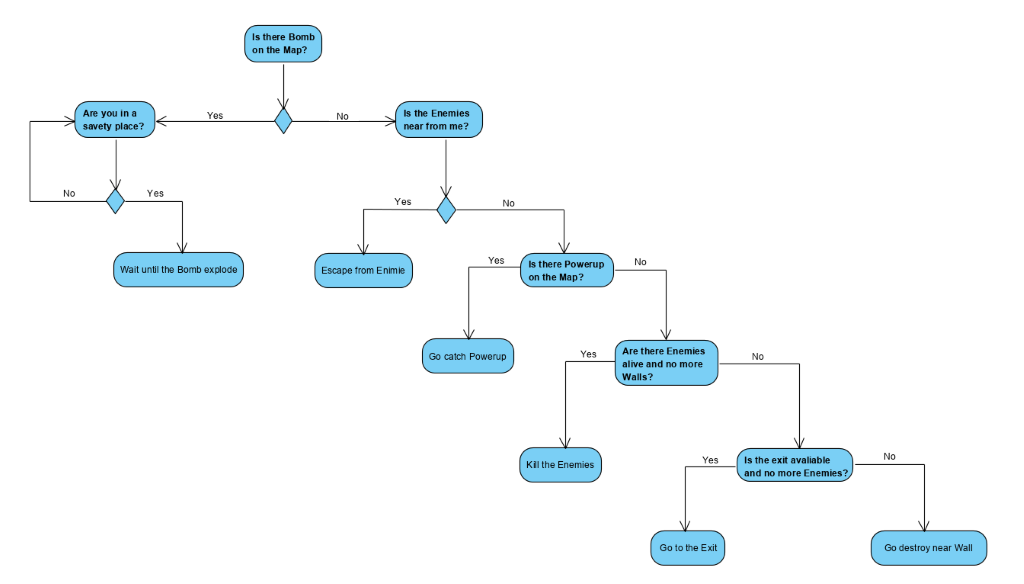 Is there Bomb
on the Map?
Are you in a
savety place?
Yes
No
Is the Enemies
near from me?
No
Yes
Yes
No
Wait until the Bomb explode
Escape from Enimie
Yes
Is there Powerup
on the Map?
No
Go catch Powerup
Yes
Are there Enemies
alive and no more
Walls?
No
Kill the Enemies
Yes
Is the exit avaliable
and no more Enemies?
No
Go to the Exit
Go destroy near Wall